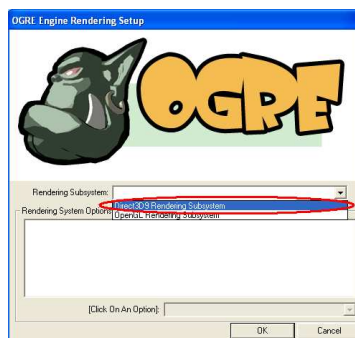 OGRE Engine Rendering Setup
OGRE
Rendering Subsystem:
Direct3D9 Rendering Subsystem
Rendering System Options
OpenGL Rendering Subsystem
[Click On An Option]:
OK Cancel